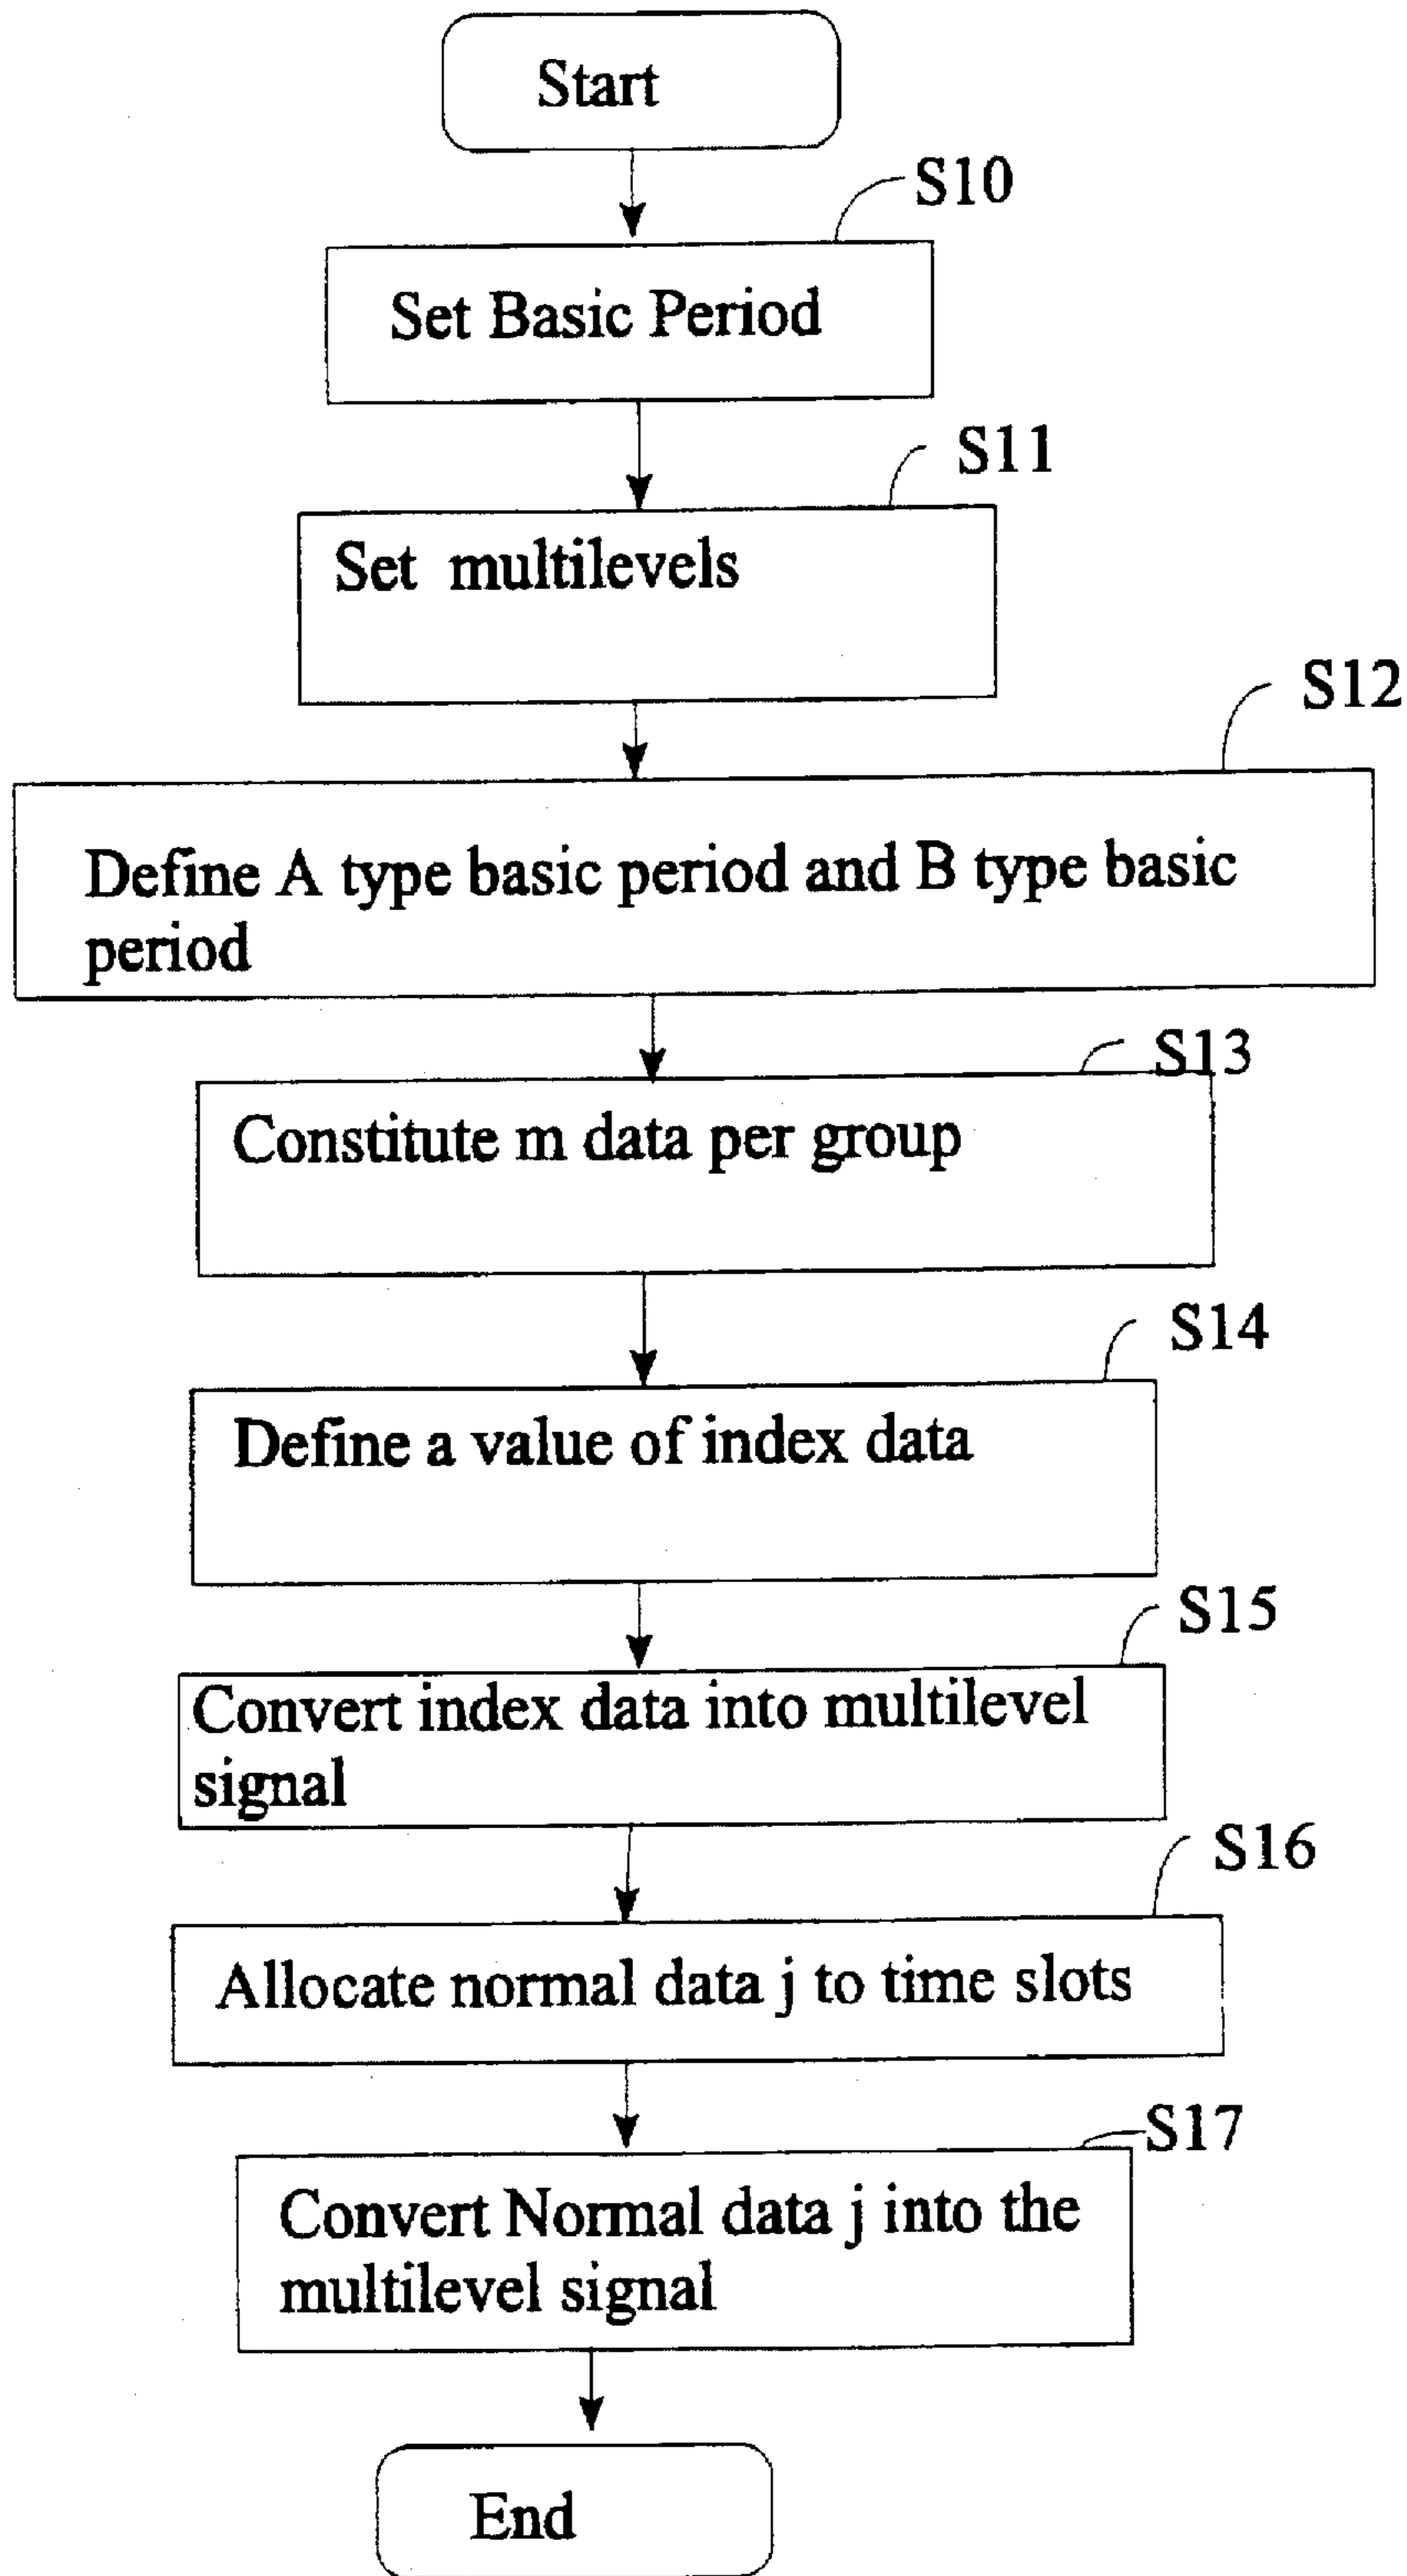 Start
S10
Set Basic Period
S11
Set multilevels
S12
Define A type basic period and B type basic
period
S13
Constitute m data per group
S14
Define a value of index data
S15
Convert index data into multilevel
signal
S16
Allocate normal data j to time slots
S17
Convert Normal data j into the
multilevel signal
End